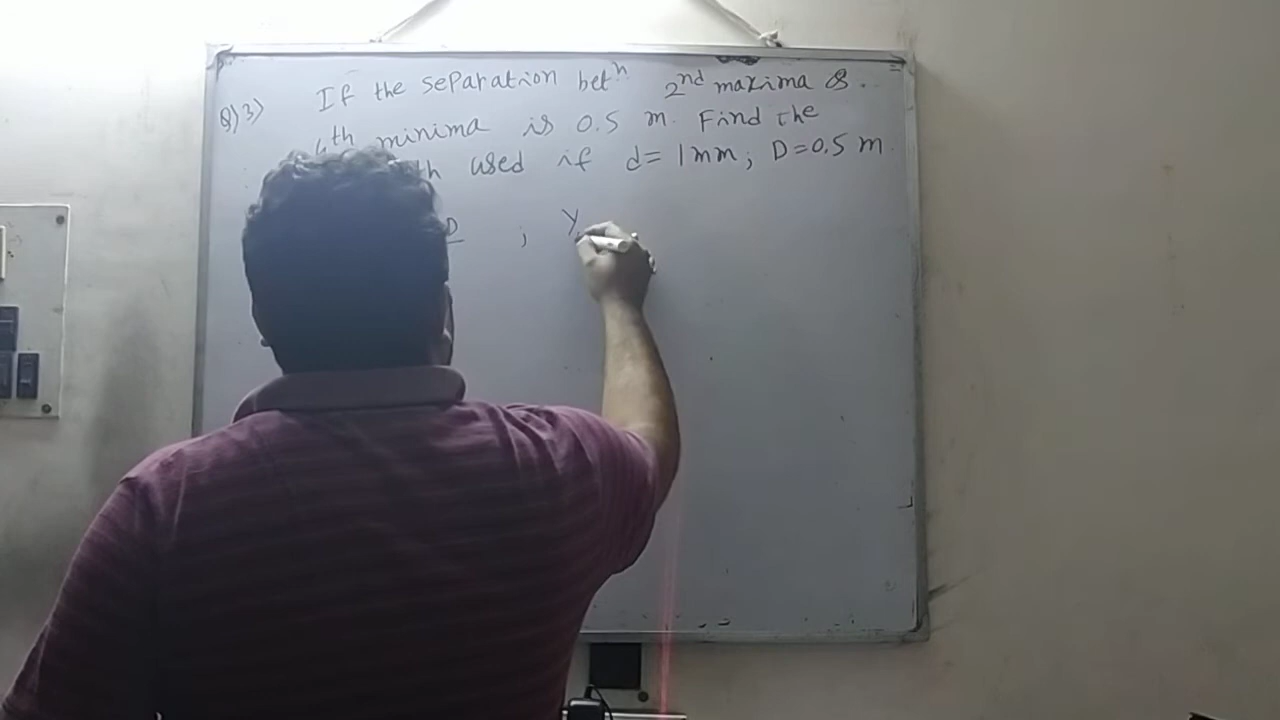 Q)3) If the separation betⁿ 2nd maxima &
4th minima is 0.5 m. Find the
th used if d = 1mm; D = 0.5 m
D ; Y